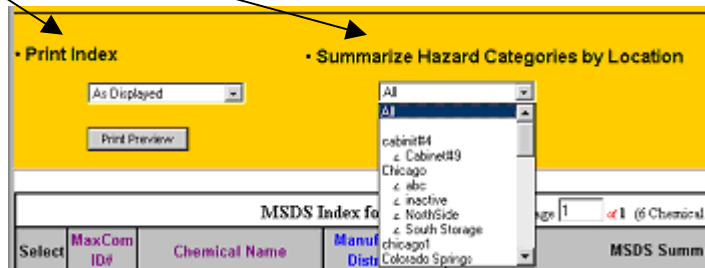 • Print Index
• Summarize Hazard Categories by Location
As Displayed
All
Print Preview
All
cabinit#4
Cabinet#9
Chicago
abc
inactive
NorthSide
South Storage
chicago1
Colorado Springs
MSDS Index fo
age 1 of 1 (6 Chemical
Select
MaxCom ID#
Chemical Name
Manuf
Distr
MSDS Summ